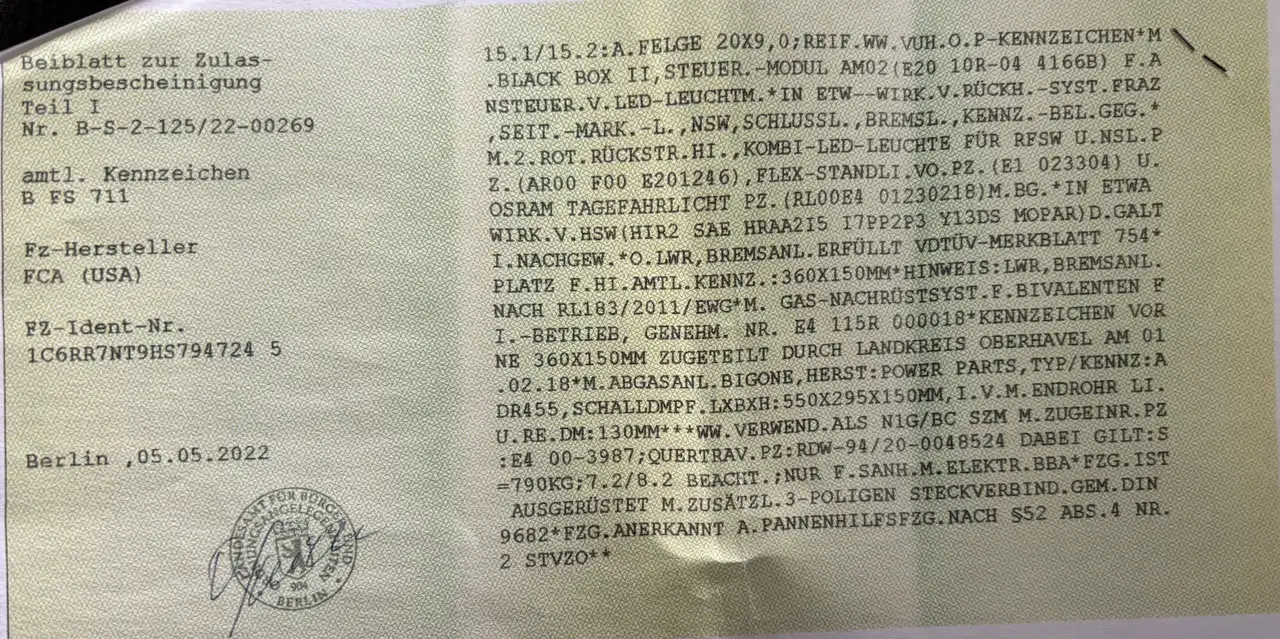 Beiblatt zur Zulas-
sungsbescheinigung
Teil I
Nr. B-S-2-125/22-00269
amtl. Kennzeichen
B FS 711
Fz-Hersteller
FCA (USA)
FZ-Ident-Nr.
1C6RR7NT9HS794724 5
Berlin ,05.05.2022
LANDESAMT FÜR BÜRGER- UND
ORDNUNGSANGELEGENHEITEN
904
BERLIN
15.1/15.2:A.FELGE 20X9,0;REIF.WW.VUH.O.P-KENNZEICHEN*M
.BLACK BOX II,STEUER.-MODUL AM02(E20 10R-04 4166B) F.A
NSTEUER.V.LED-LEUCHTM.*IN ETW--WIRK.V.RÜCKH.-SYST.FRAZ
,SEIT.-MARK.-L.,NSW,SCHLUSSL.,BREMSL.,KENNZ.-BEL.GEG.*
M.2.ROT.RÜCKSTR.HI.,KOMBI-LED-LEUCHTE FÜR RFSW U.NSL.P
Z.(AR00 F00 E201246),FLEX-STANDLI.VO.PZ.(E1 023304) U.
OSRAM TAGEFAHRLICHT PZ.(RL00E4 01230218)M.BG.*IN ETWA
WIRK.V.HSW(HIR2 SAE HRAA2I5 I7PP2P3 Y13DS MOPAR)D.GALT
I.NACHGEW.*O.LWR,BREMSANL.ERFÜLLT VDTÜV-MERKBLATT 754*
PLATZ F.HI.AMTL.KENNZ.:360X150MM*HINWEIS:LWR,BREMSANL.
NACH RL183/2011/EWG*M. GAS-NACHRÜSTSYST.F.BIVALENTEN F
I.-BETRIEB, GENEHM. NR. E4 115R 000018*KENNZEICHEN VOR
NE 360X150MM ZUGETEILT DURCH LANDKREIS OBERHAVEL AM 01
.02.18*M.ABGASANL.BIGONE,HERST:POWER PARTS,TYP/KENNZ:A
DR455,SCHALLDMPF.LXBXH:550X295X150MM,I.V.M.ENDROHR LI.
U.RE.DM:130MM***WW.VERWEND.ALS N1G/BC SZM M.ZUGEINR.PZ
:E4 00-3987;QUERTRAV.PZ:RDW-94/20-0048524 DABEI GILT:S
=790KG;7.2/8.2 BEACHT.;NUR F.SANH.M.ELEKTR.BBA*FZG.IST
AUSGERÜSTET M.ZUSÄTZL.3-POLIGEN STECKVERBIND.GEM.DIN
9682*FZG.ANERKANNT A.PANNENHILFSFZG.NACH §52 ABS.4 NR.
2 STVZO**